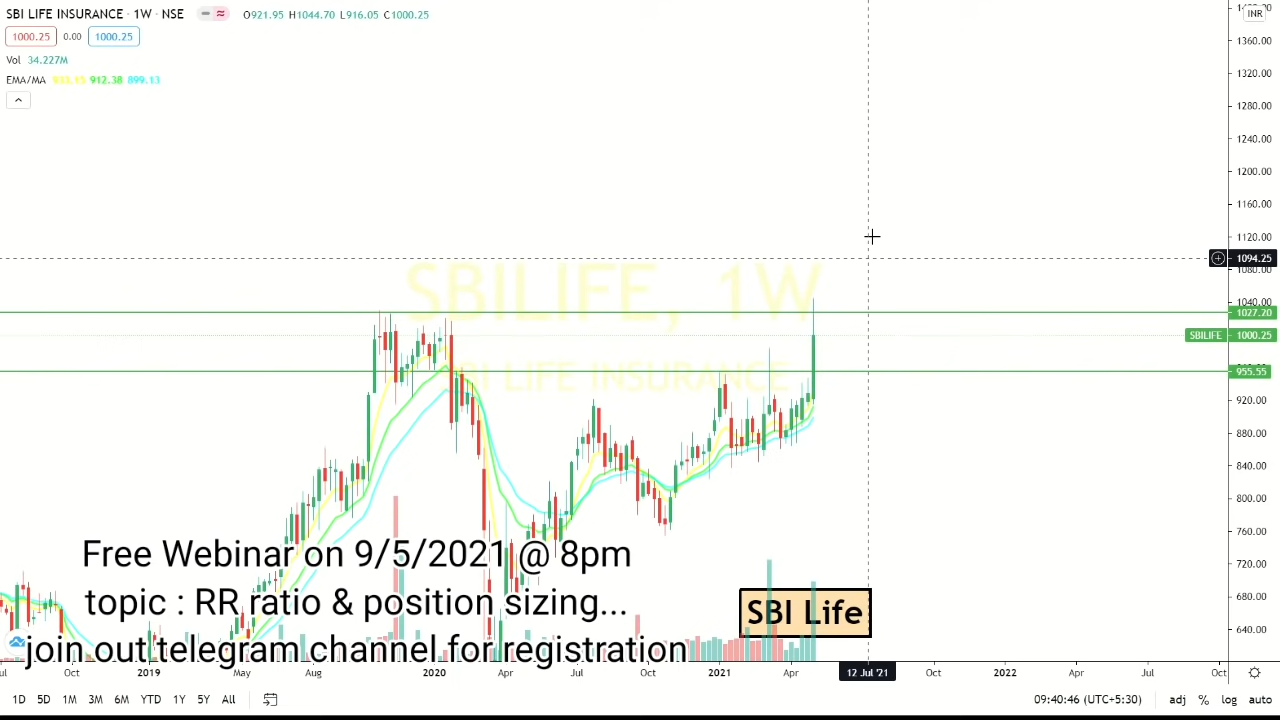 SBI LIFE INSURANCE · 1W · NSE O921.95 H1044.70 L916.05 C1000.25
1000.25 0.00 1000.25
Vol 34.227M
EMA/MA 912.38 899.13
INR
1360.00
1320.00
1280.00
1240.00
1200.00
1160.00
1120.00
1094.25
1080.00
1040.00
1027.20
SBILIFE 1000.25
955.55
920.00
880.00
840.00
800.00
760.00
720.00
680.00
640.00
SBILIFE, 1W
SBI LIFE INSURANCE
Free Webinar on 9/5/2021 @ 8pm
topic : RR ratio & position sizing...
join out telegram channel for registration
SBI Life
Oct 2019 May Aug 2020 Apr Jul Oct 2021 Apr 12 Jul '21 Oct 2022 Apr Jul Oct
1D 5D 1M 3M 6M YTD 1Y 5Y All 09:40:46 (UTC+5:30) adj % log auto